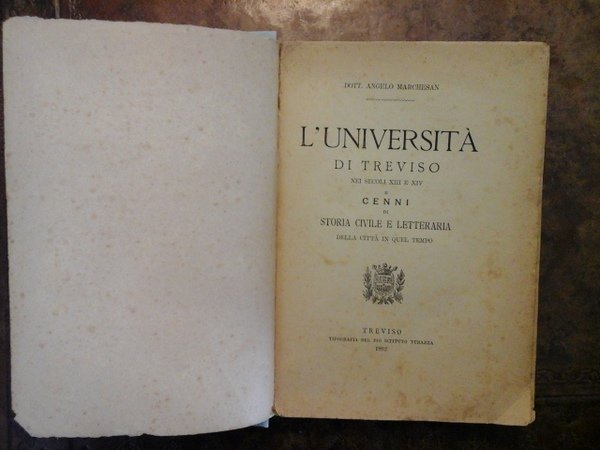 DOTT. ANGELO MARCHESAN
L'UNIVERSITÀ
DI TREVISO
NEI SECOLI XIII E XIV
E
CENNI
DI
STORIA CIVILE E LETTERARIA
DELLA CITTÀ IN QUEL TEMPO
TREVISO
TIPOGRAFIA DEL PIO ISTITUTO TURAZZA
1892